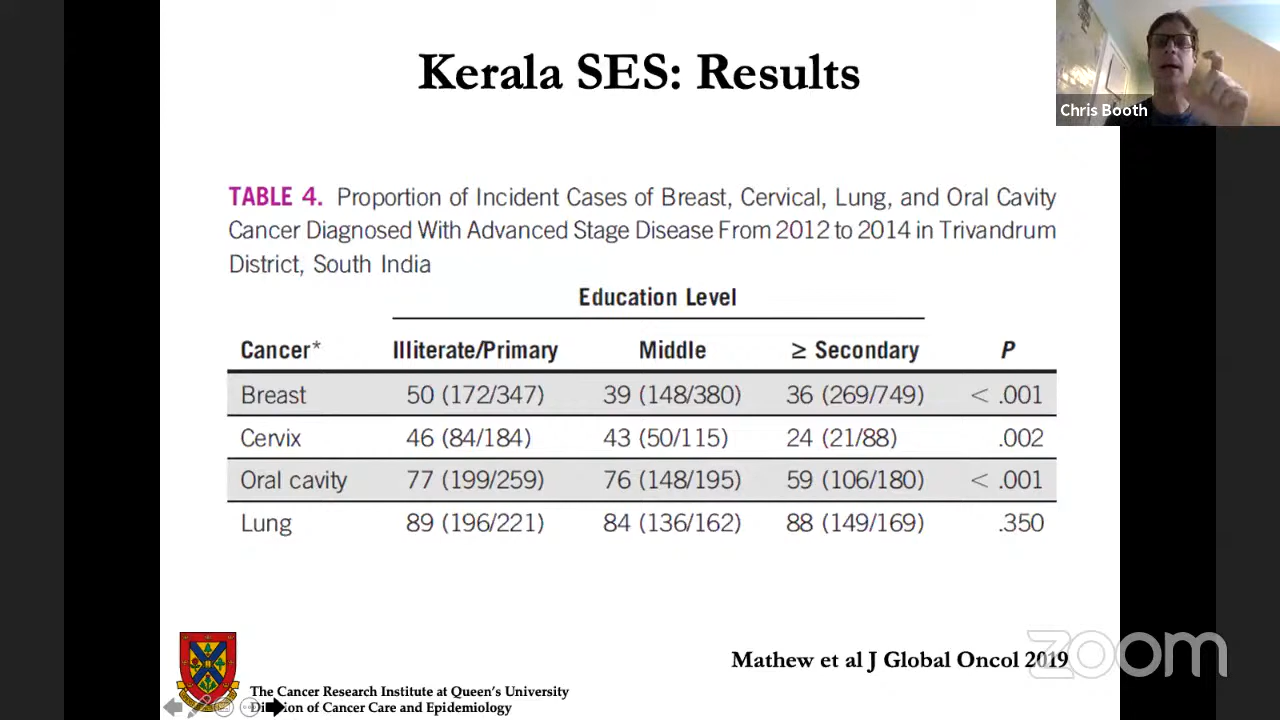 Kerala SES: Results
Chris Booth
TABLE 4. Proportion of Incident Cases of Breast, Cervical, Lung, and Oral Cavity
Cancer Diagnosed With Advanced Stage Disease From 2012 to 2014 in Trivandrum
District, South India
Education Level
Cancer* Illiterate/Primary Middle ≥ Secondary P
Breast 50 (172/347) 39 (148/380) 36 (269/749) < .001
Cervix 46 (84/184) 43 (50/115) 24 (21/88) .002
Oral cavity 77 (199/259) 76 (148/195) 59 (106/180) < .001
Lung 89 (196/221) 84 (136/162) 88 (149/169) .350
Mathew et al J Global Oncol 2019
zoom
The Cancer Research Institute at Queen's University
Division of Cancer Care and Epidemiology